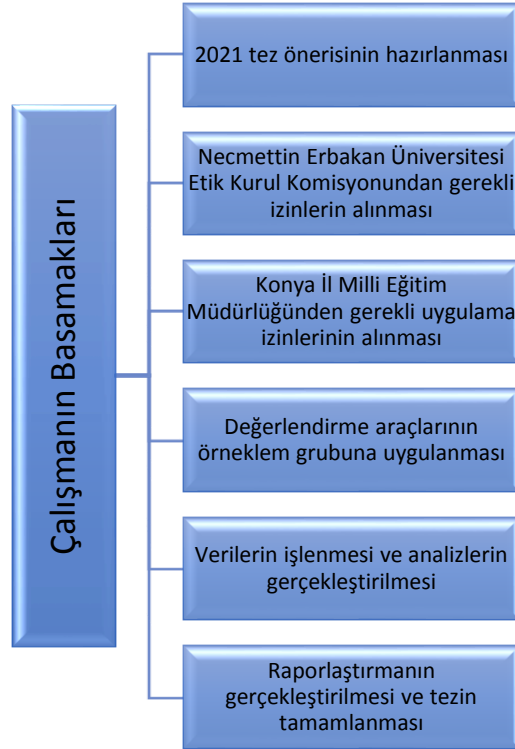 Çalışmanın Basamakları
2021 tez önerisinin hazırlanması
Necmettin Erbakan Üniversitesi
Etik Kurul Komisyonundan gerekli
izinlerin alınması
Konya İl Milli Eğitim
Müdürlüğünden gerekli uygulama
izinlerinin alınması
Değerlendirme araçlarının
örneklem grubuna uygulanması
Verilerin işlenmesi ve analizlerin
gerçekleştirilmesi
Raporlaştırmanın
gerçekleştirilmesi ve tezin
tamamlanması